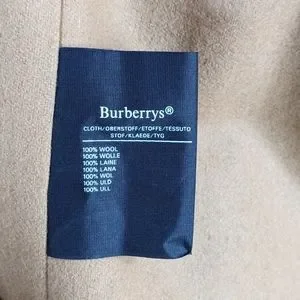 Burberrys®
CLOTH/OBERSTOFF/ETOFFE/TESSUTO
STOF/KLAEDE/TYG
100% WOOL
100% WOLLE
100% LAINE
100% LANA
100% WOL
100% ULD
100% ULL